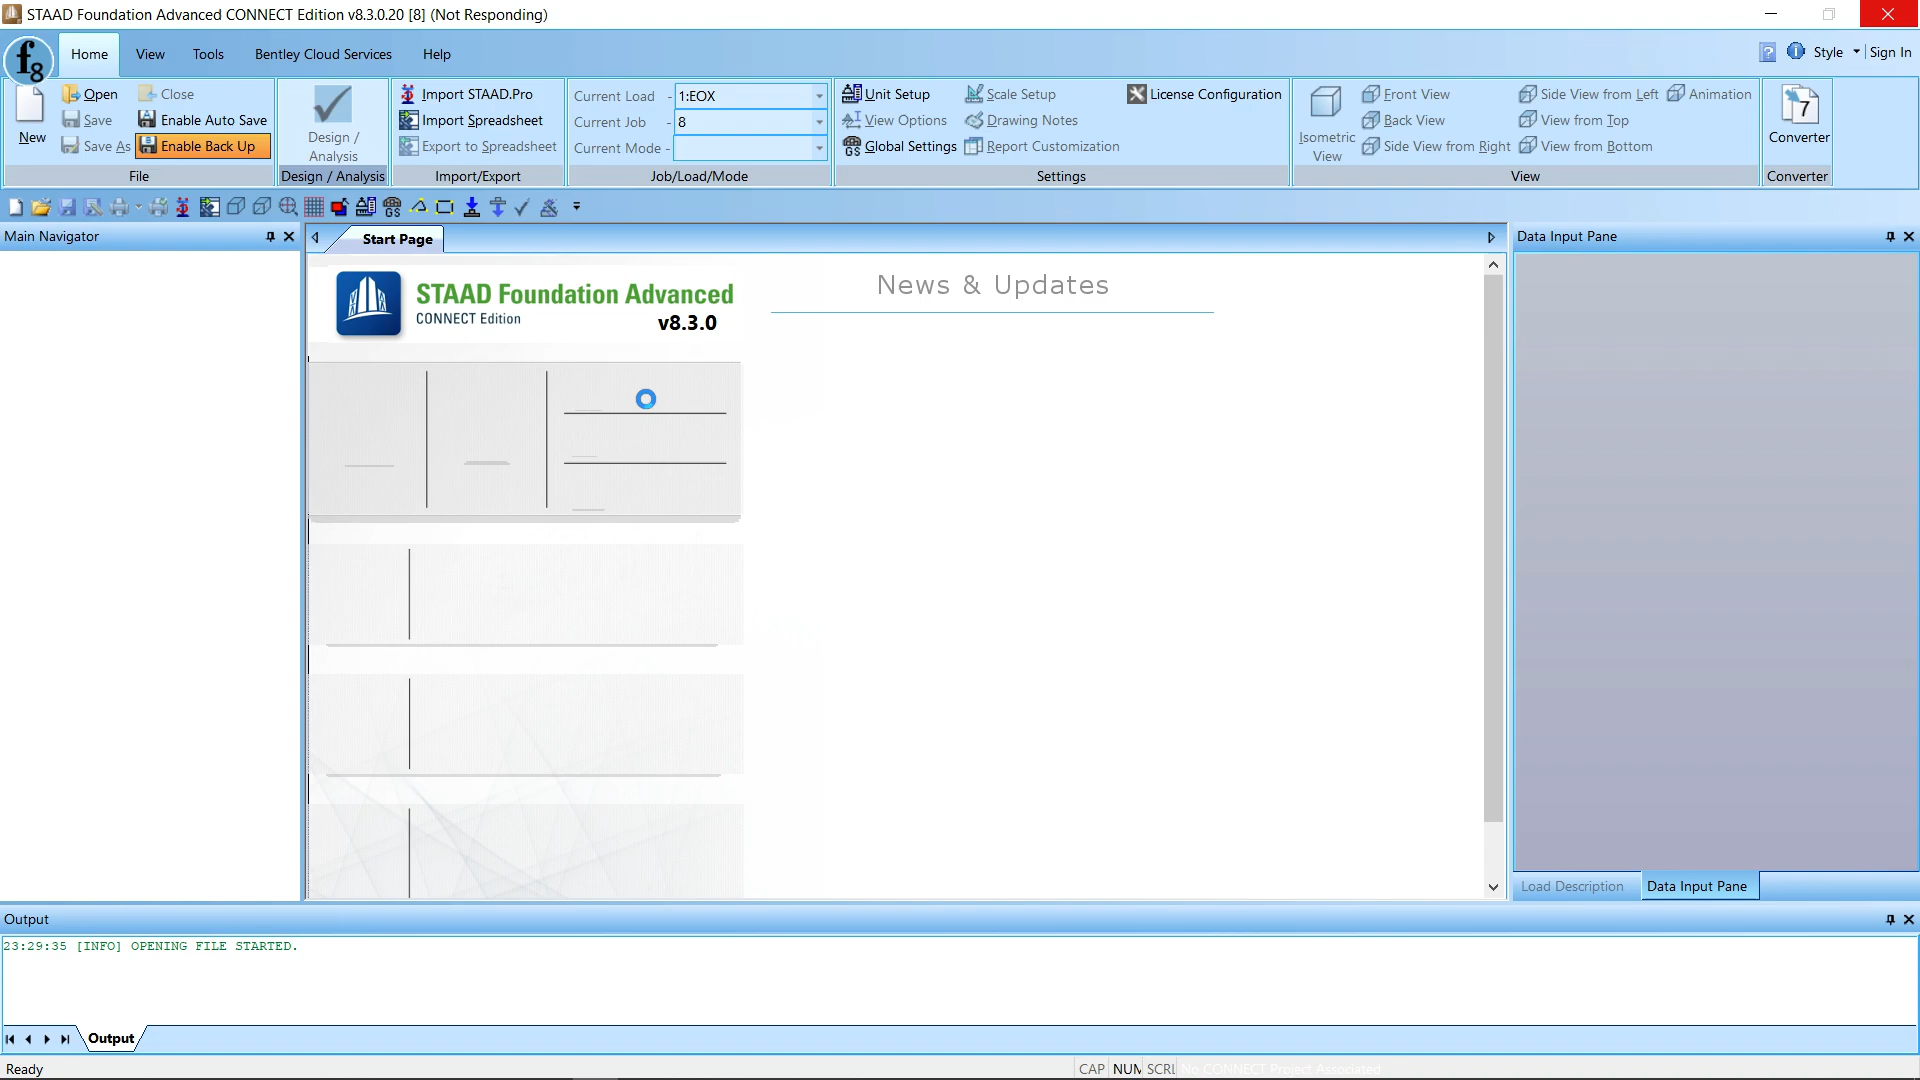 STAAD Foundation Advanced CONNECT Edition v8.3.0.20 [8] (Not Responding)
f8
Home View Tools Bentley Cloud Services Help
Style Sign In
New
Open
Save
Save As
Close
Enable Auto Save
Enable Back Up
File
Design / Analysis
Design / Analysis
Import STAAD.Pro
Import Spreadsheet
Export to Spreadsheet
Import/Export
Current Load - 1:EOX
Current Job - 8
Current Mode -
Job/Load/Mode
Unit Setup
View Options
Global Settings
Scale Setup
Drawing Notes
Report Customization
License Configuration
Settings
Isometric View
Front View
Back View
Side View from Right
Side View from Left
View from Top
View from Bottom
Animation
View
7
Converter
Converter
GS
Main Navigator
Start Page
Data Input Pane
STAAD Foundation Advanced
CONNECT Edition
v8.3.0
News & Updates
Load Description Data Input Pane
Output
23:29:35 [INFO] OPENING FILE STARTED.
Output
Ready
CAP NUM SCRL No CONNECT Project Associated